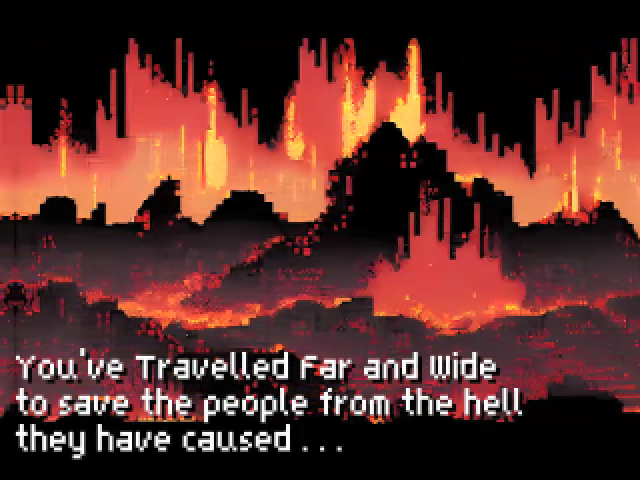 You've Travelled Far and Wide
to save the people from the hell
they have caused ...